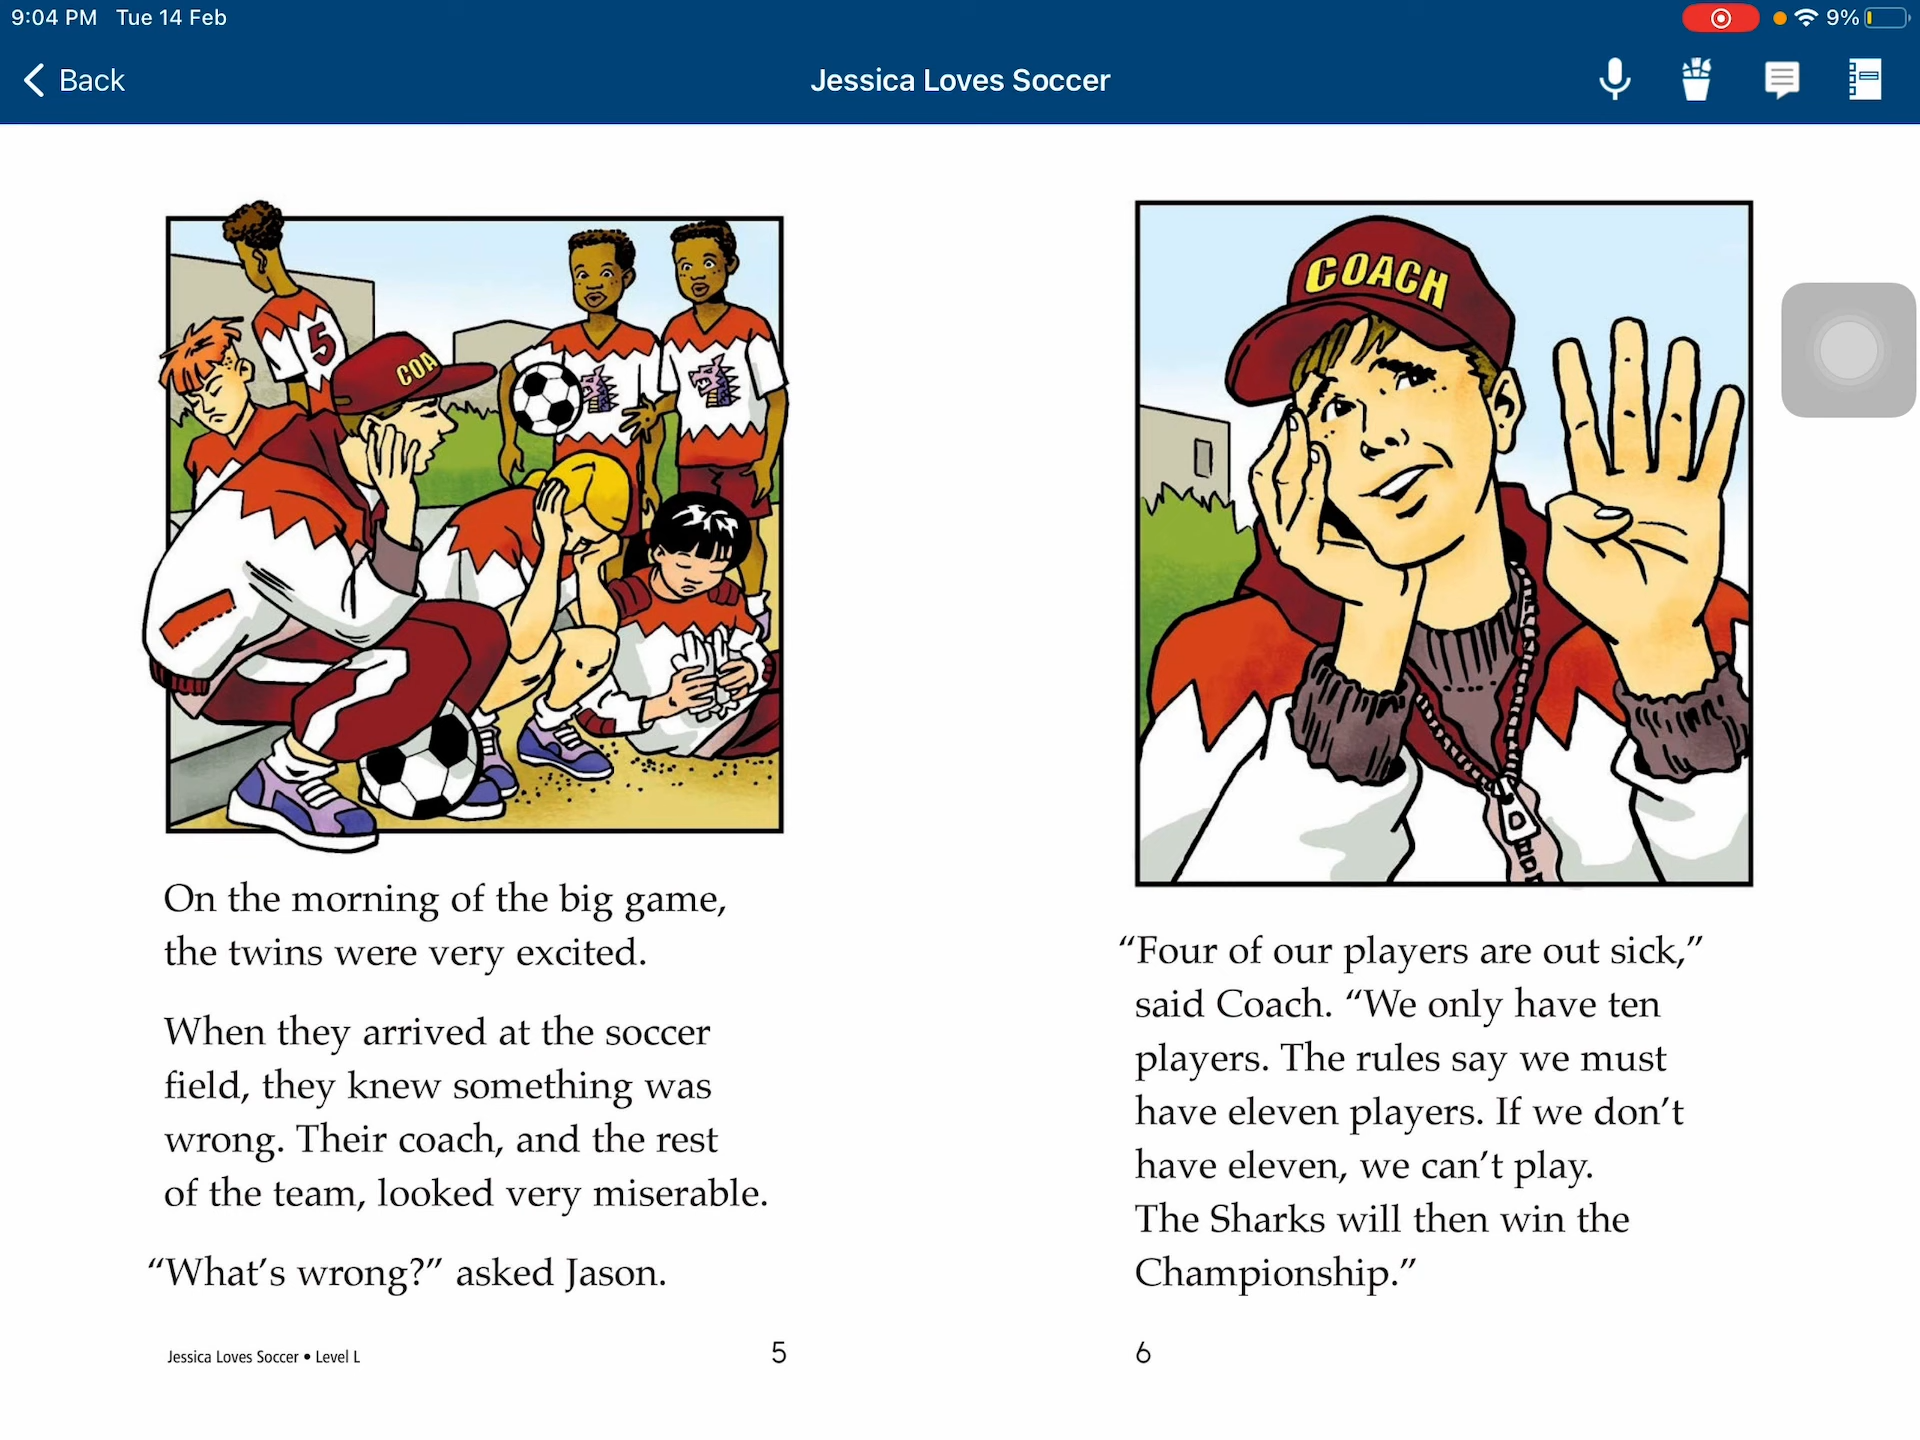 9:04 PM Tue 14 Feb
9%
Back
Jessica Loves Soccer
5
COA
COACH
On the morning of the big game,
the twins were very excited.
When they arrived at the soccer
field, they knew something was
wrong. Their coach, and the rest
of the team, looked very miserable.
“What’s wrong?” asked Jason.
Jessica Loves Soccer • Level L
5
“Four of our players are out sick,”
said Coach. “We only have ten
players. The rules say we must
have eleven players. If we don’t
have eleven, we can’t play.
The Sharks will then win the
Championship.”
6